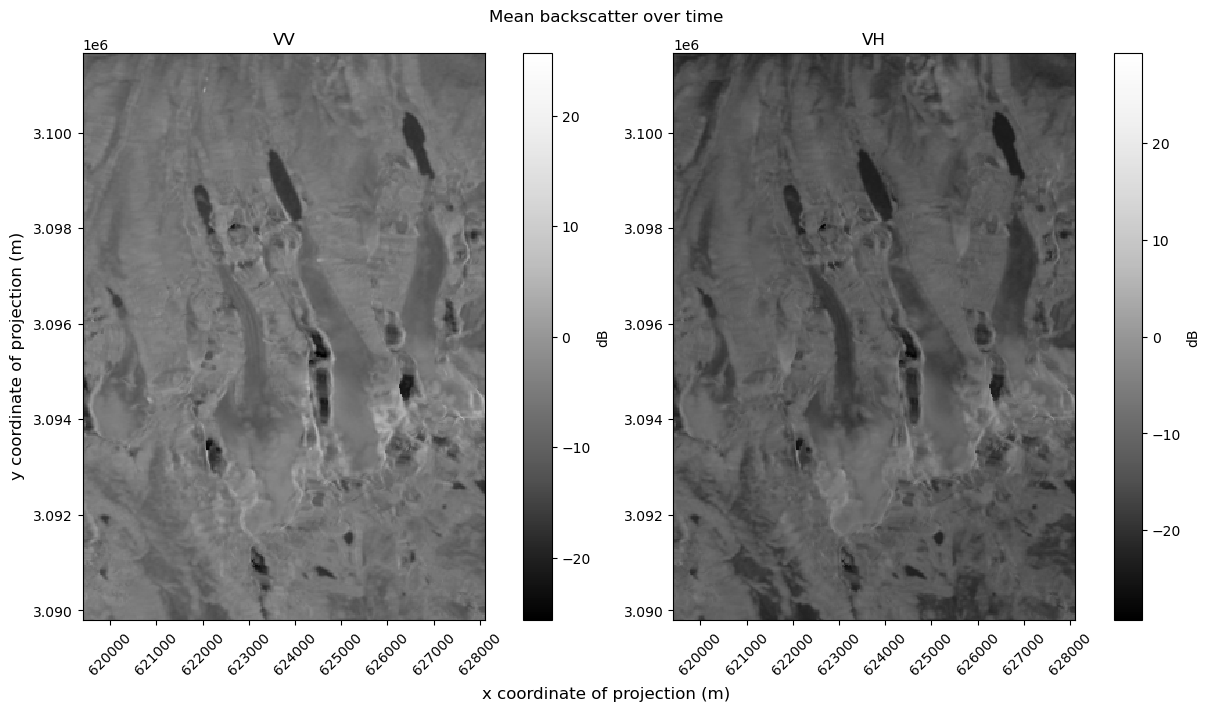 Mean backscatter over time
VV
1e6
3.100
3.098
3.096
3.094
3.092
3.090
y coordinate of projection (m)
620000 621000 622000 623000 624000 625000 626000 627000 628000
20
10
0
−10
−20
dB
VH
1e6
3.100
3.098
3.096
3.094
3.092
3.090
620000 621000 622000 623000 624000 625000 626000 627000 628000
20
10
0
−10
−20
dB
x coordinate of projection (m)